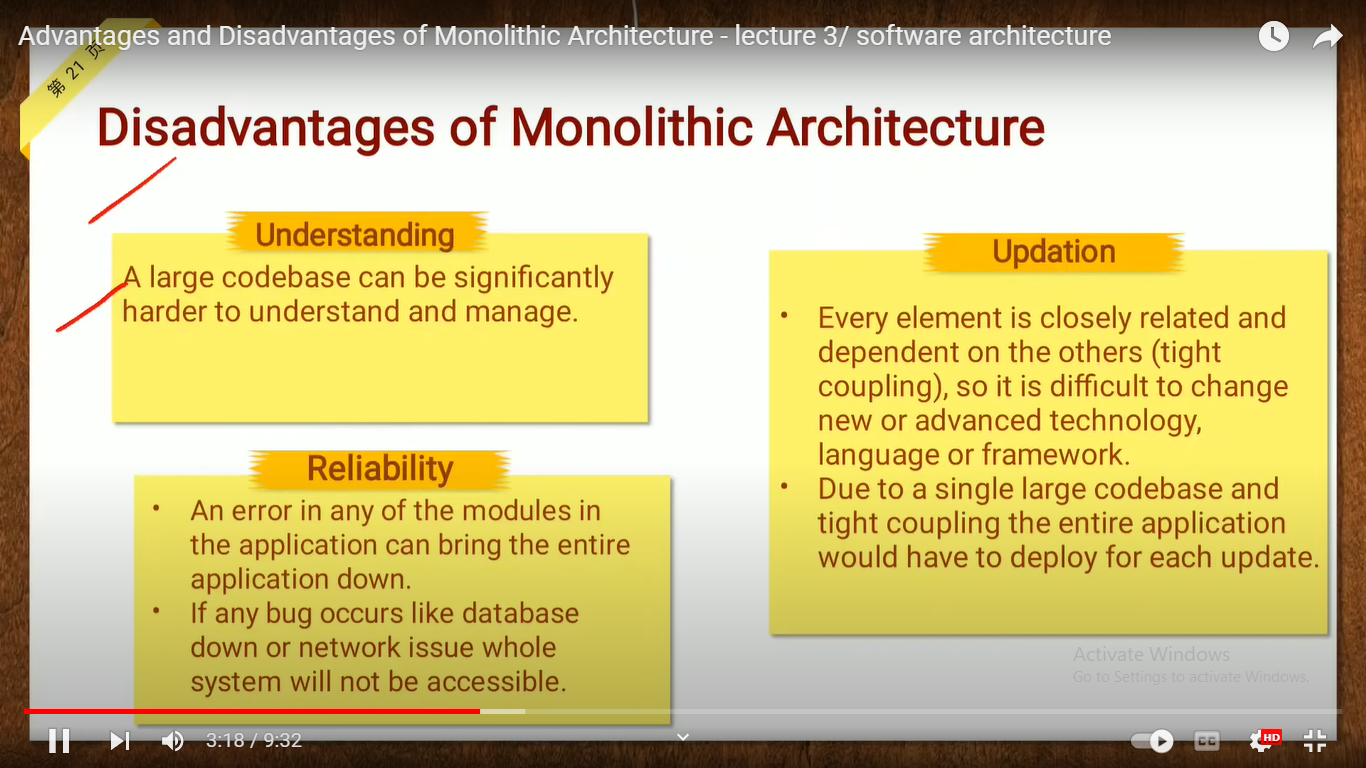 Advantages and Disadvantages of Monolithic Architecture - lecture 3/ software architecture
第 21 页
Disadvantages of Monolithic Architecture
Understanding
A large codebase can be significantly
harder to understand and manage.
Reliability
• An error in any of the modules in
the application can bring the entire
application down.
• If any bug occurs like database
down or network issue whole
system will not be accessible.
Updation
• Every element is closely related and
dependent on the others (tight
coupling), so it is difficult to change
new or advanced technology,
language or framework.
• Due to a single large codebase and
tight coupling the entire application
would have to deploy for each update.
Activate Windows
Go to Settings to activate Windows.
3:18 / 9:32
CC
HD